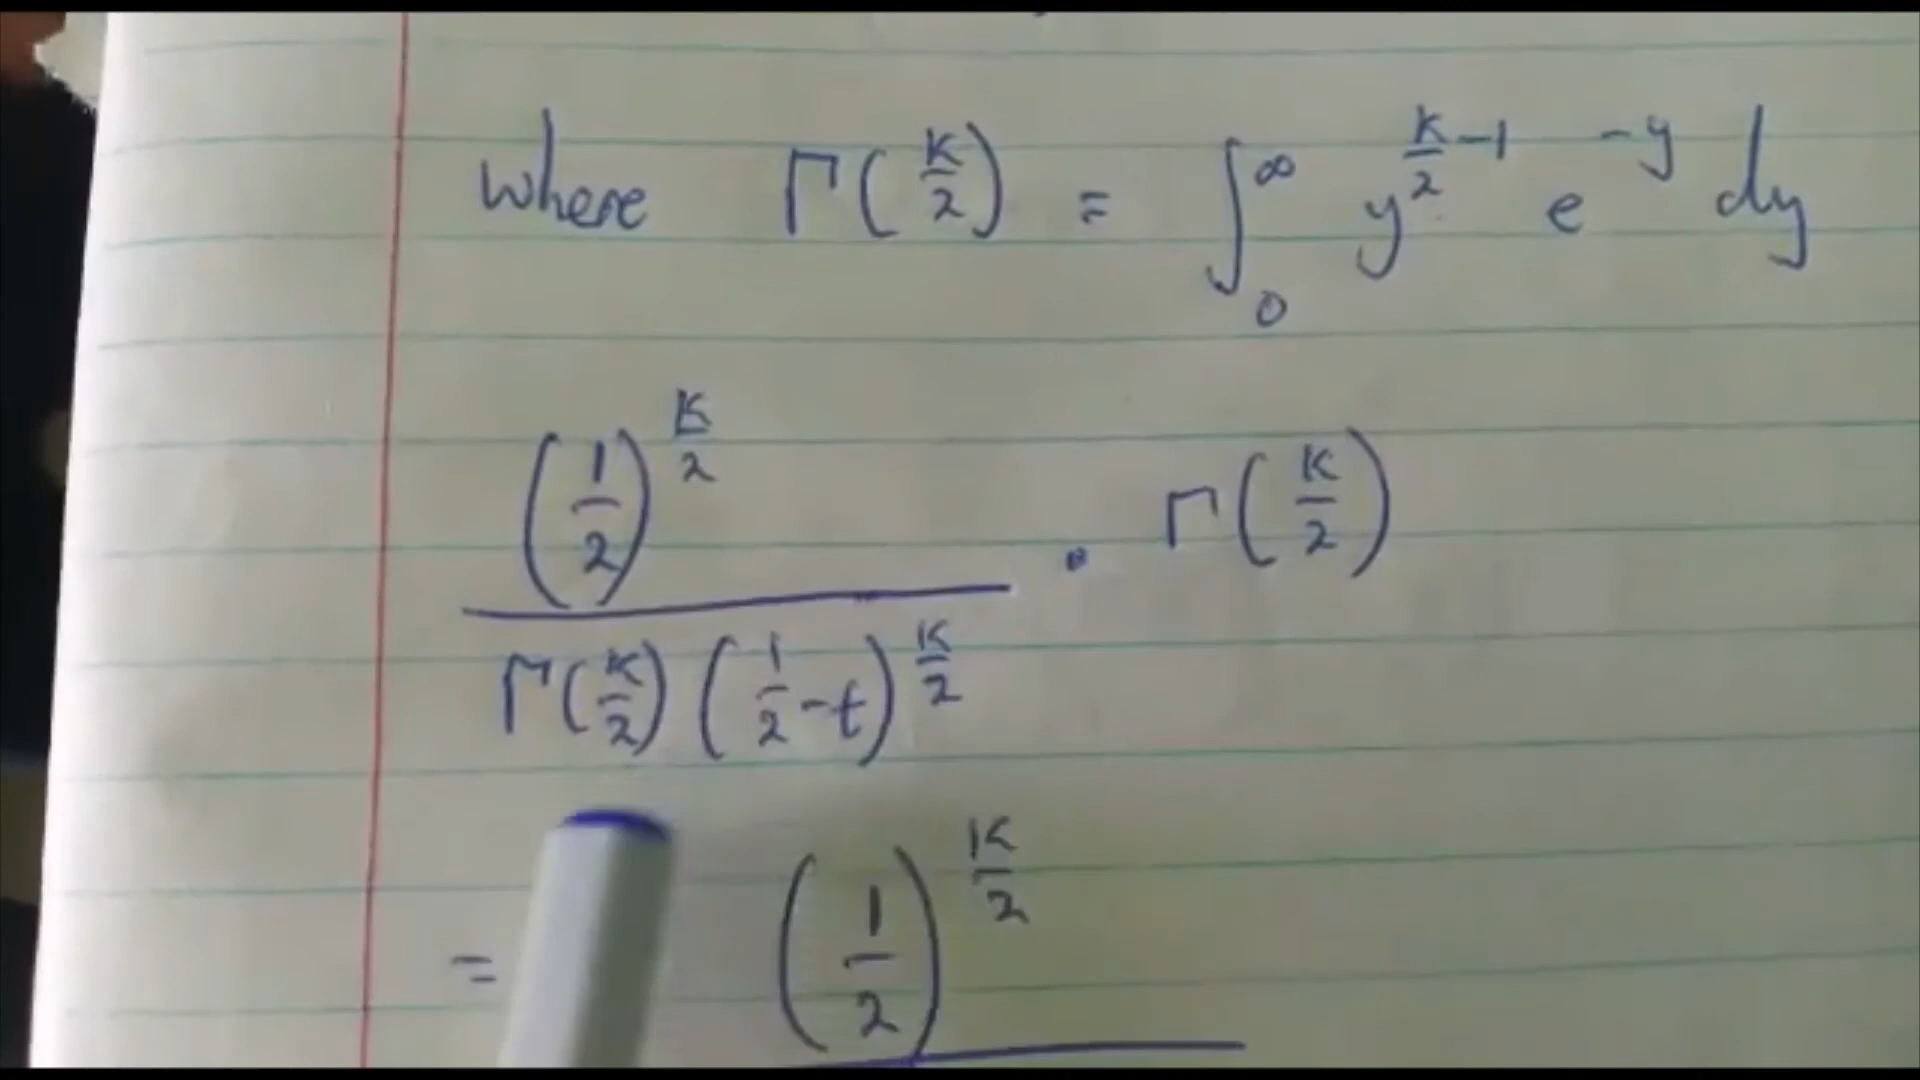 where Γ(K/2) = ∫₀^∞ y^(K/2 - 1) e^(-y) dy
(1/2)^(K/2) / Γ(K/2) (1/2 - t)^(K/2) . Γ(K/2)
= (1/2)^(K/2)